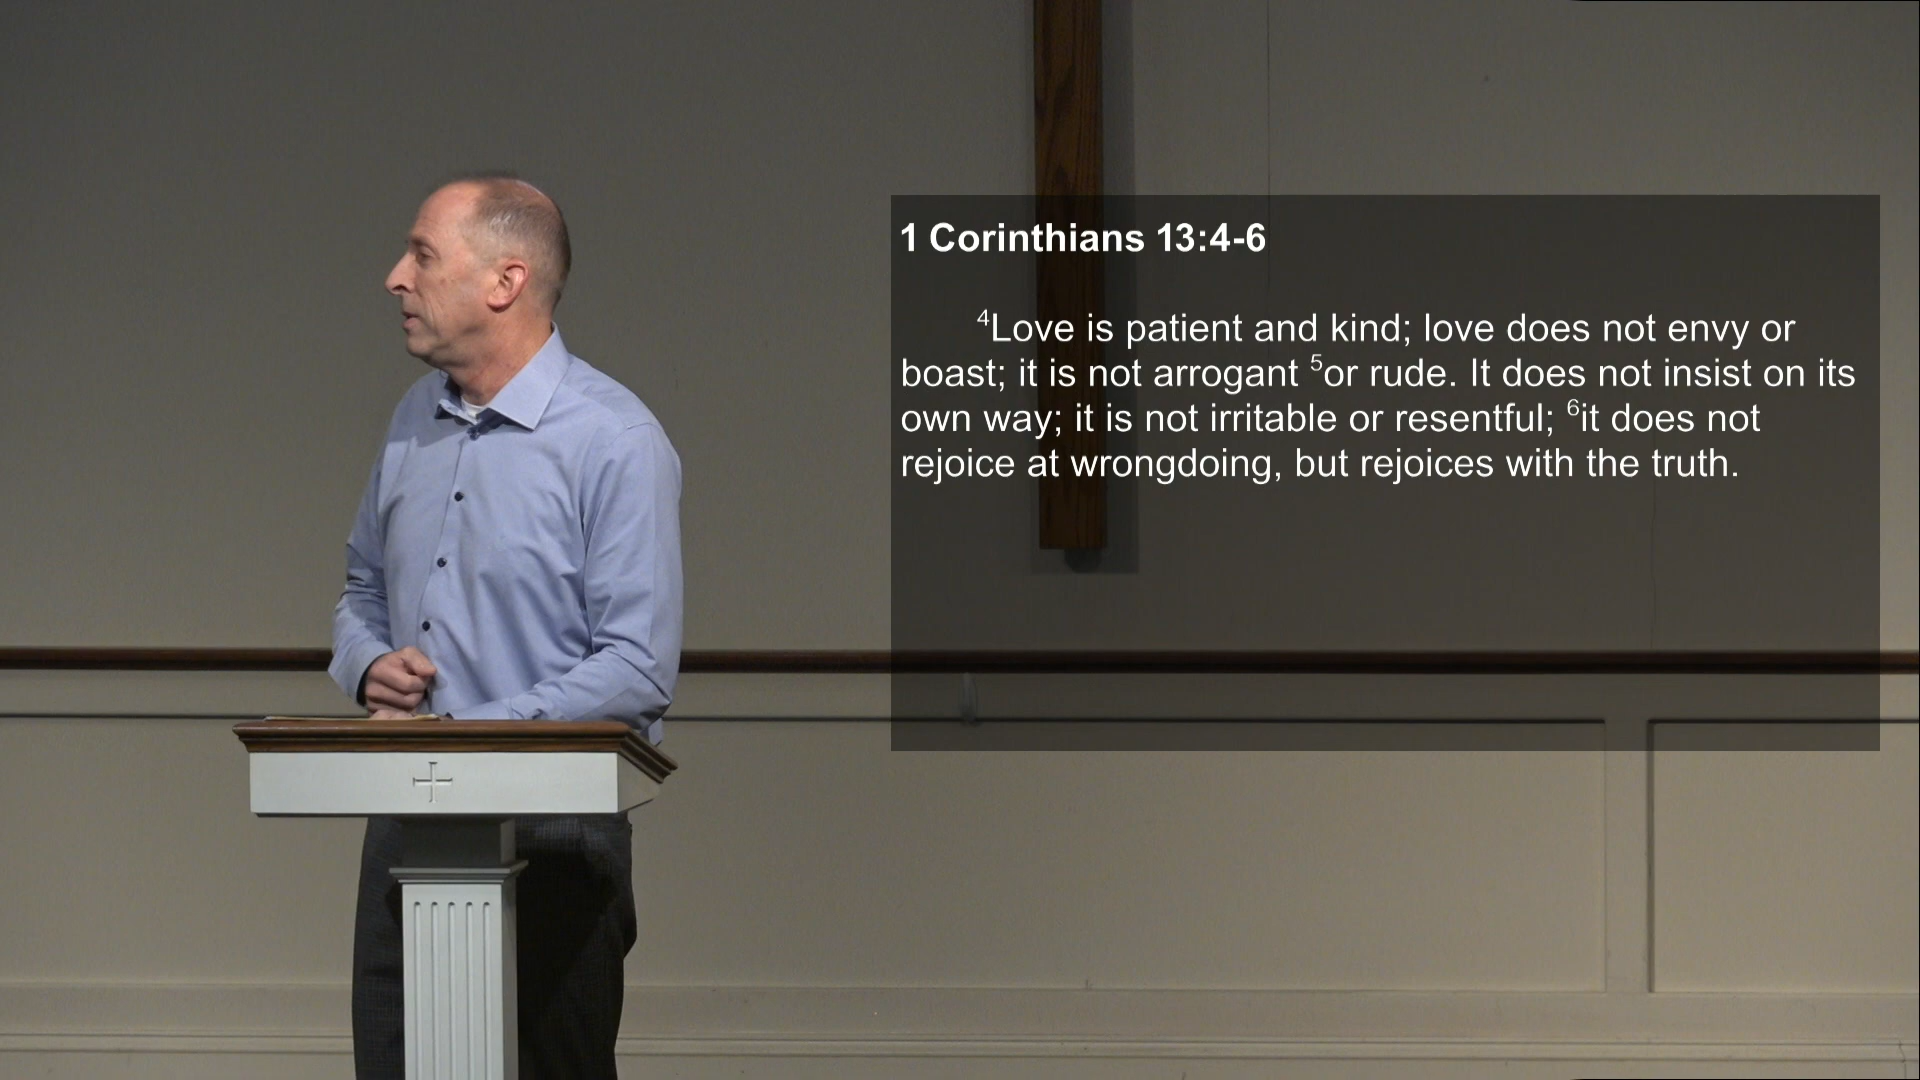 1 Corinthians 13:4-6
⁴Love is patient and kind; love does not envy or
boast; it is not arrogant ⁵or rude. It does not insist on its
own way; it is not irritable or resentful; ⁶it does not
rejoice at wrongdoing, but rejoices with the truth.